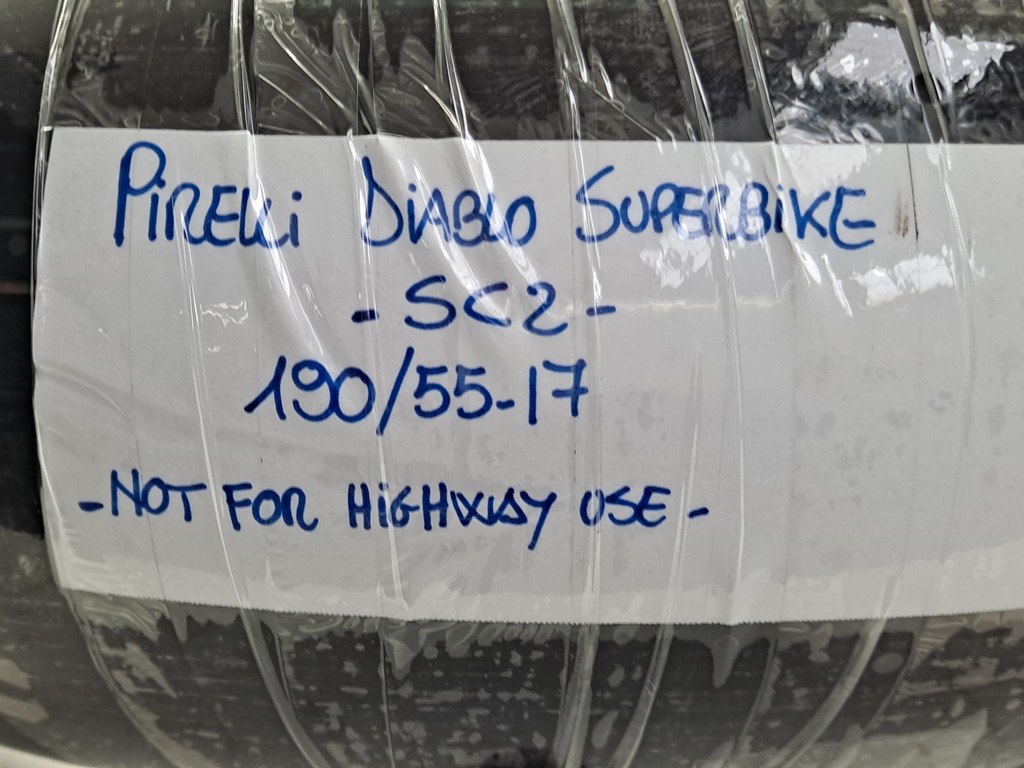 PiRELLi DiABLO SUPERBiKE
- SC2 -
190/55-17
- NOT FOR HiGHWAY USE -